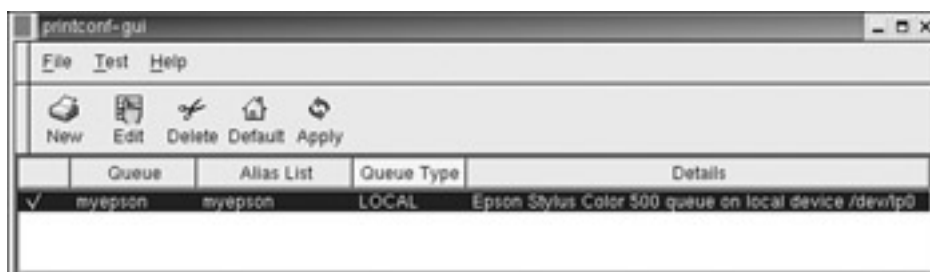 printconf-gui
File Test Help
New Edit Delete Default Apply
Queue Alias List Queue Type Details
myepson myepson LOCAL Epson Stylus Color 500 queue on local device /dev/lp0